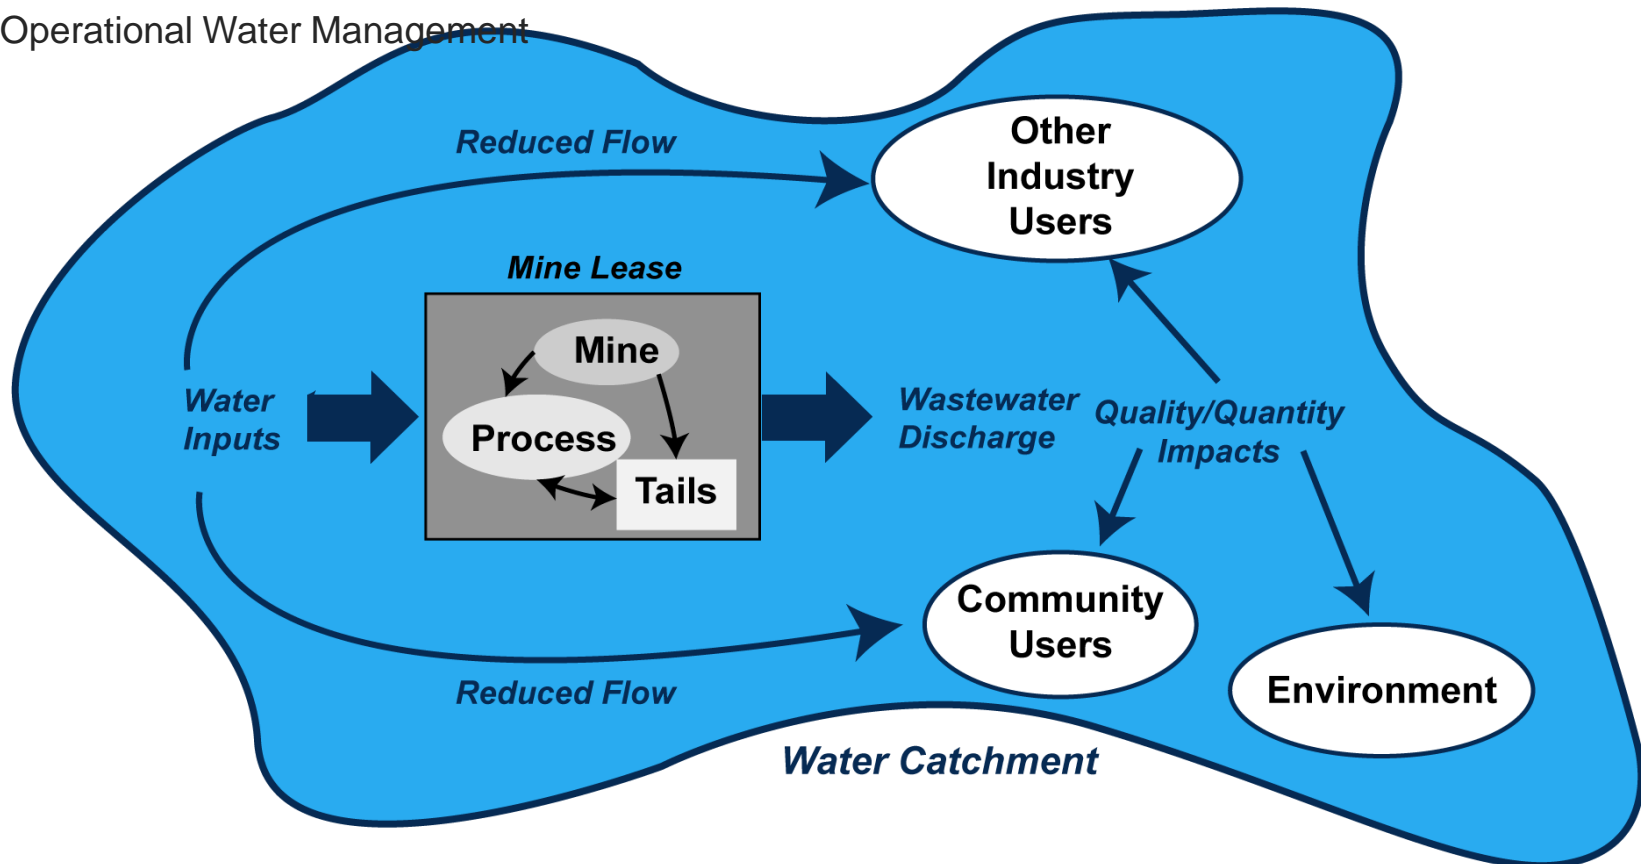 Operational Water Management
Reduced Flow
Other
Industry
Users
Mine Lease
Mine
Process
Tails
Water
Inputs
Wastewater
Discharge
Quality/Quantity
Impacts
Community
Users
Environment
Reduced Flow
Water Catchment